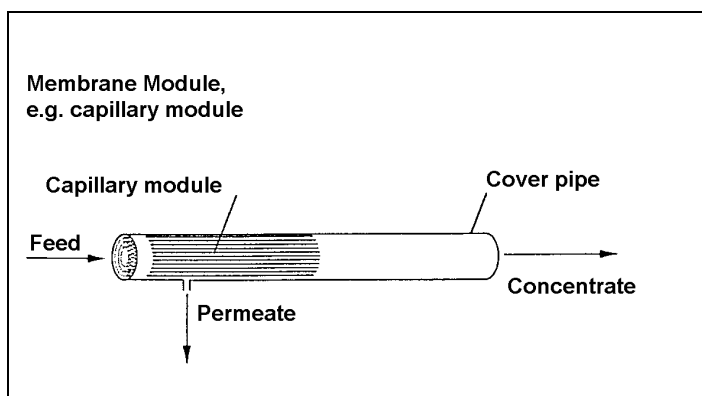 Membrane Module,
e.g. capillary module
Capillary module
Cover pipe
Feed
Concentrate
Permeate